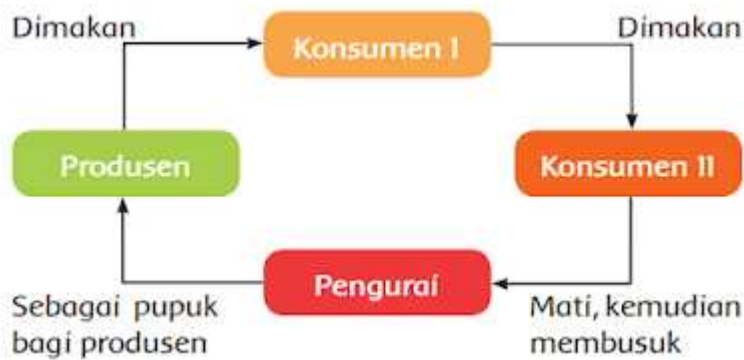 Dimakan
Konsumen I
Dimakan
Produsen
Konsumen II
Pengurai
Sebagai pupuk
bagi produsen
Mati, kemudian
membusuk